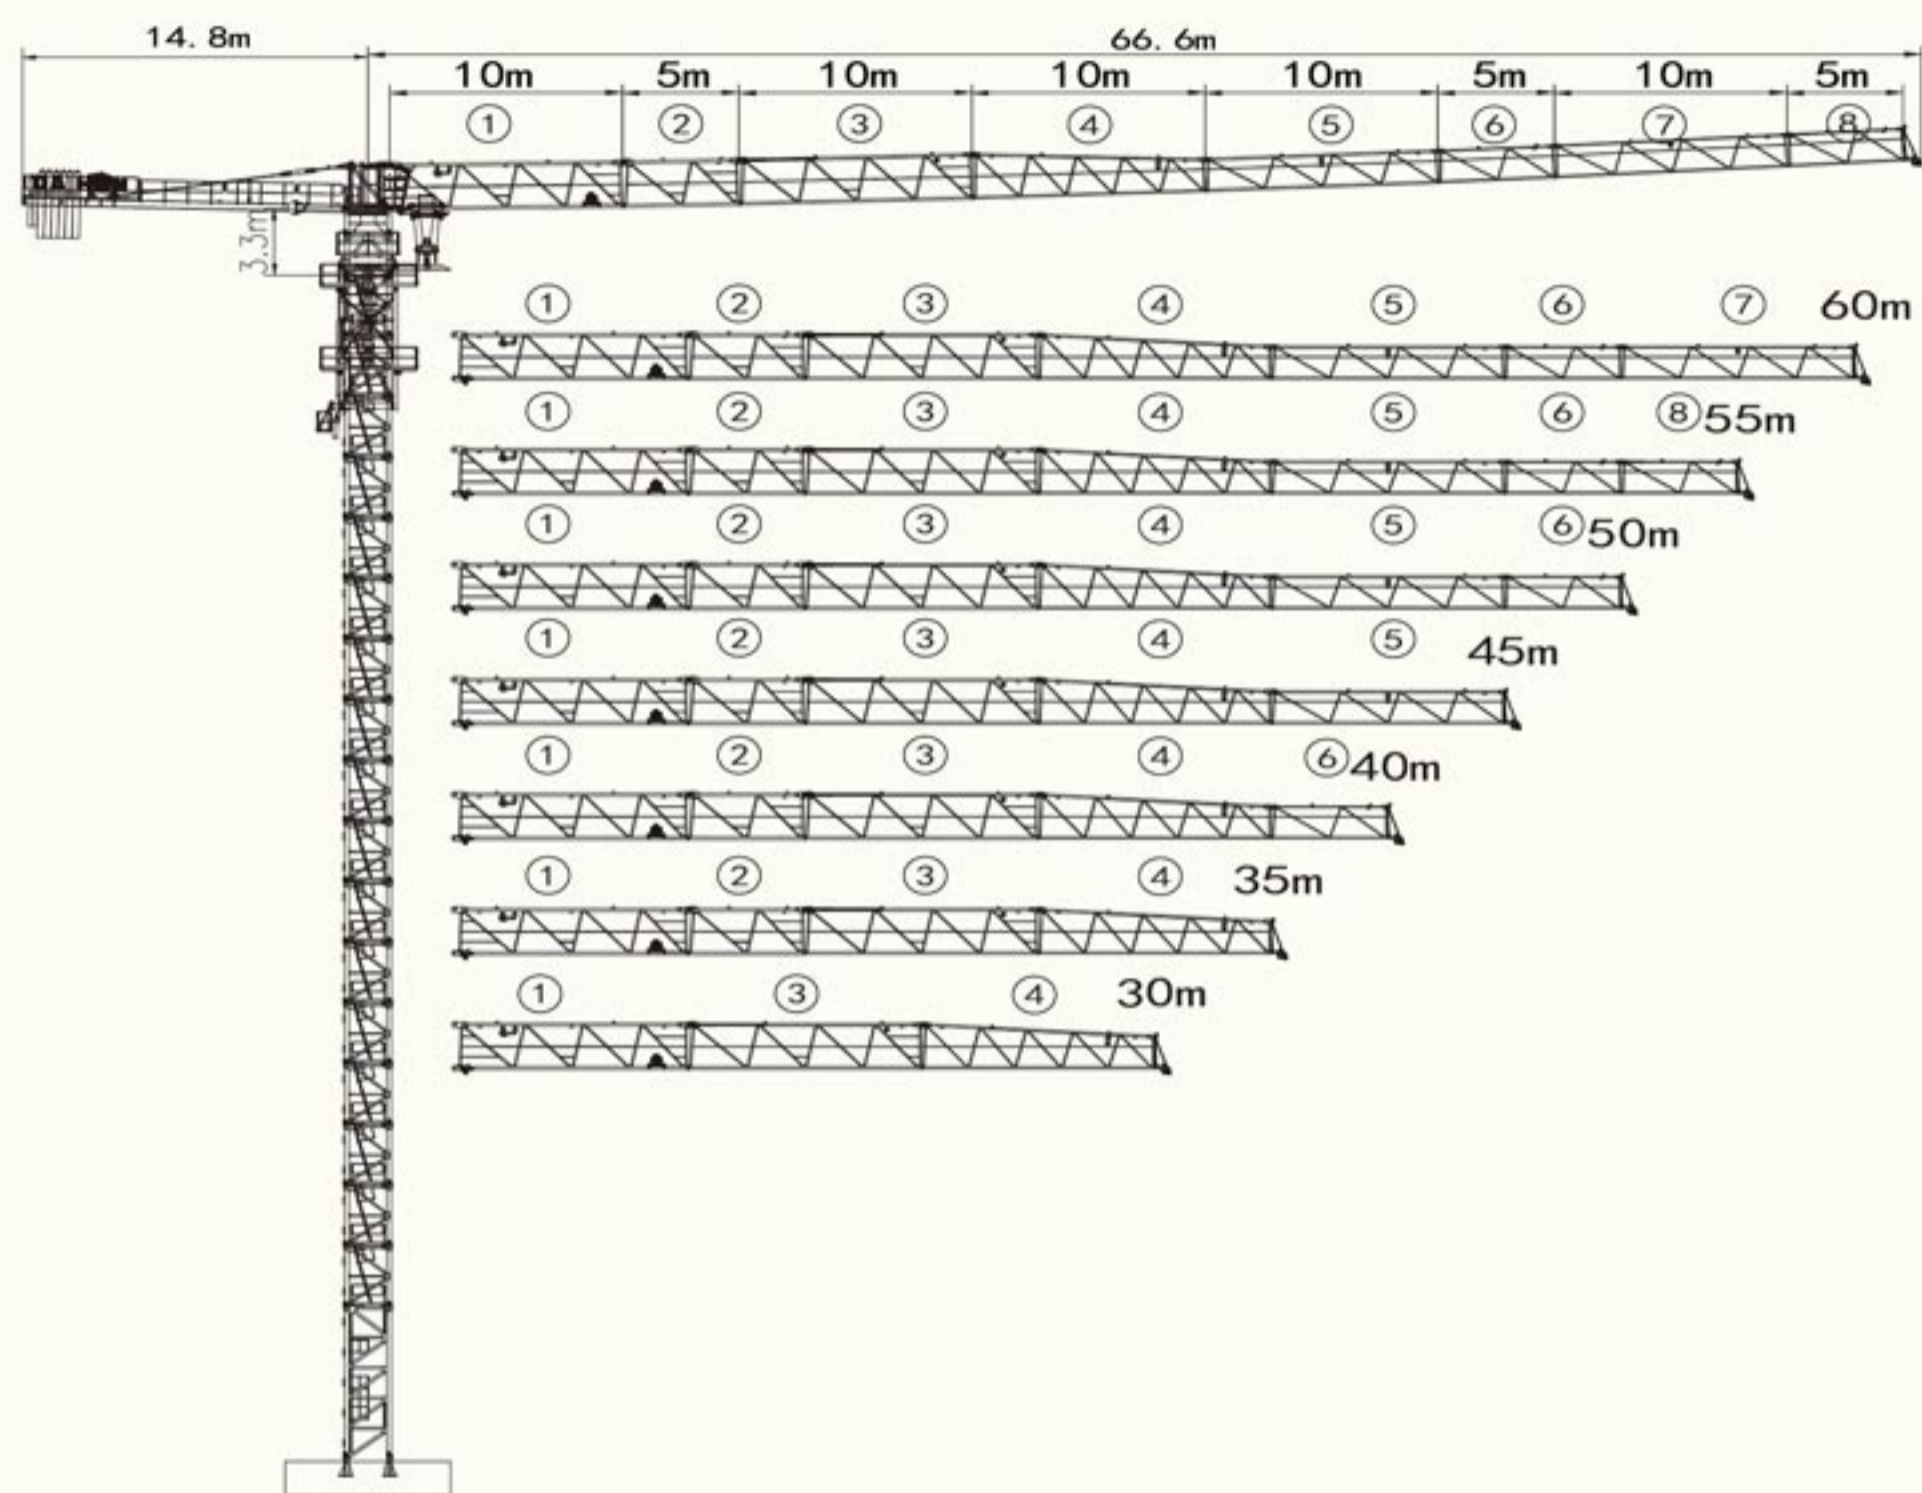 14. 8m 66. 6m
10m 5m 10m 10m 10m 5m 10m 5m
① ② ③ ④ ⑤ ⑥ ⑦ ⑧
3.3m
① ② ③ ④ ⑤ ⑥ ⑦ 60m
① ② ③ ④ ⑤ ⑥ ⑧ 55m
① ② ③ ④ ⑤ ⑥ 50m
① ② ③ ④ ⑤ 45m
① ② ③ ④ ⑥ 40m
① ② ③ ④ 35m
① ③ ④ 30m